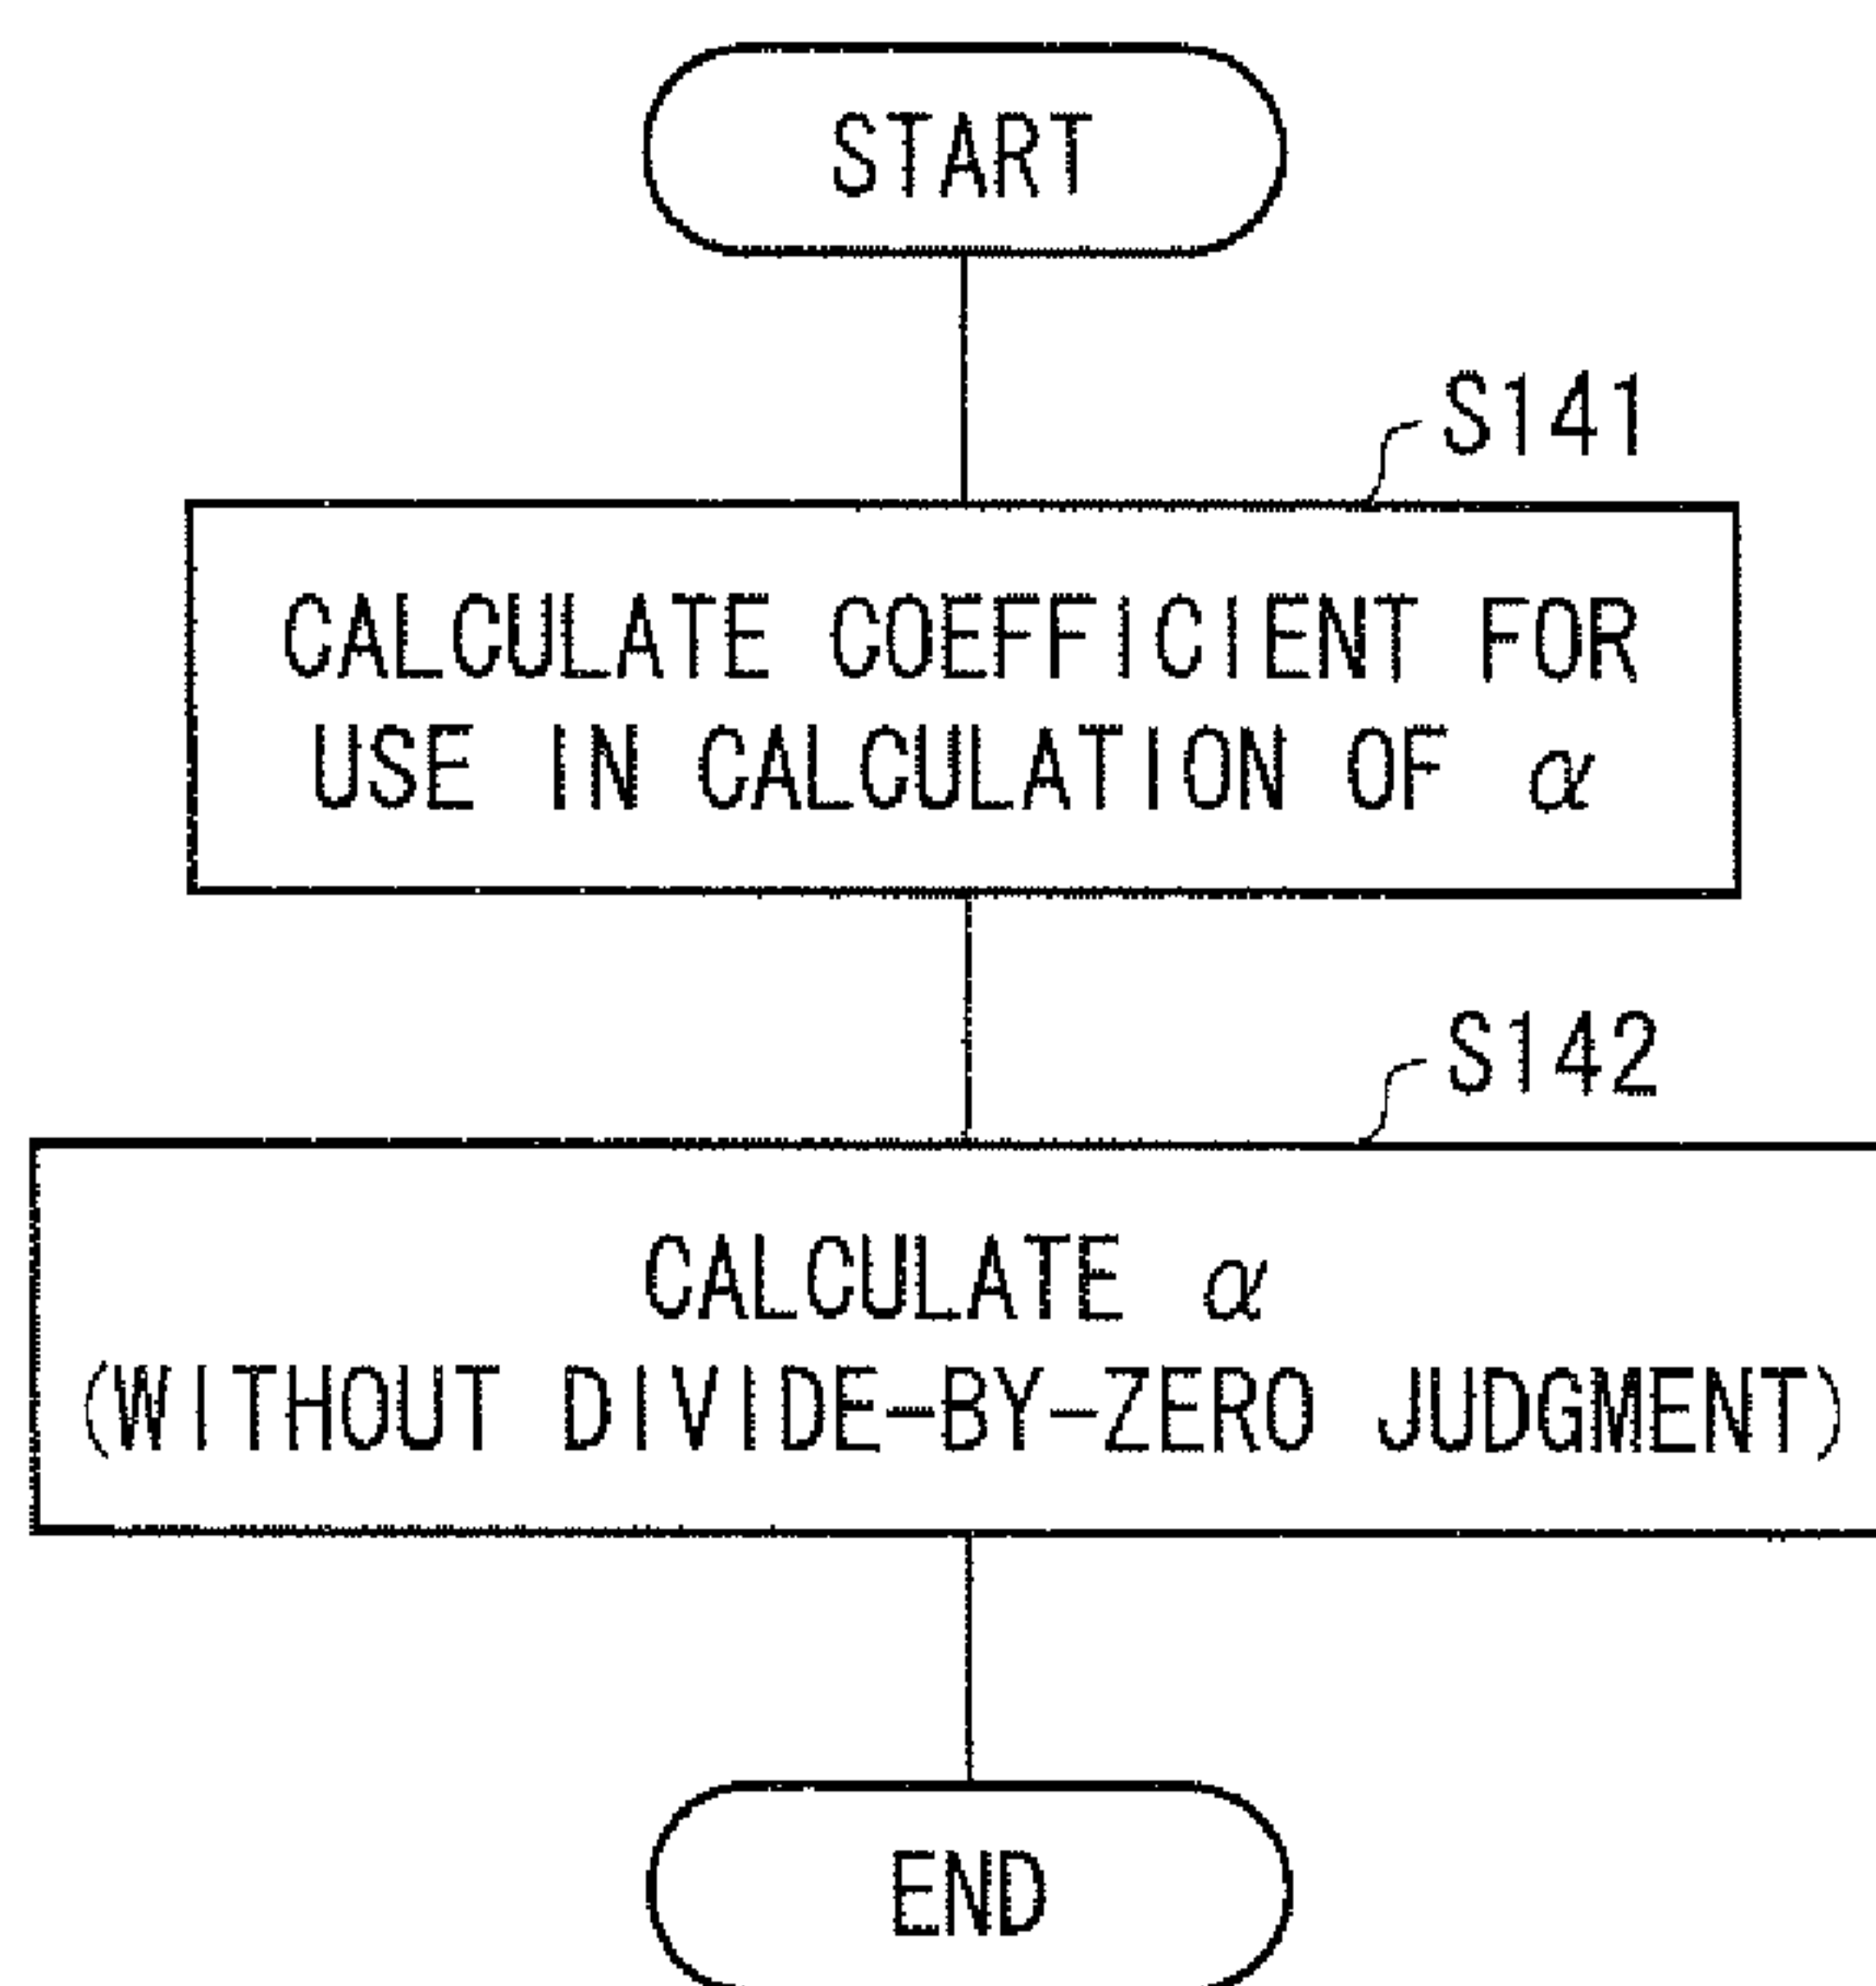 START
S141
CALCULATE COEFFICIENT FOR
USE IN CALCULATION OF α
S142
CALCULATE α
(WITHOUT DIVIDE-BY-ZERO JUDGMENT)
END